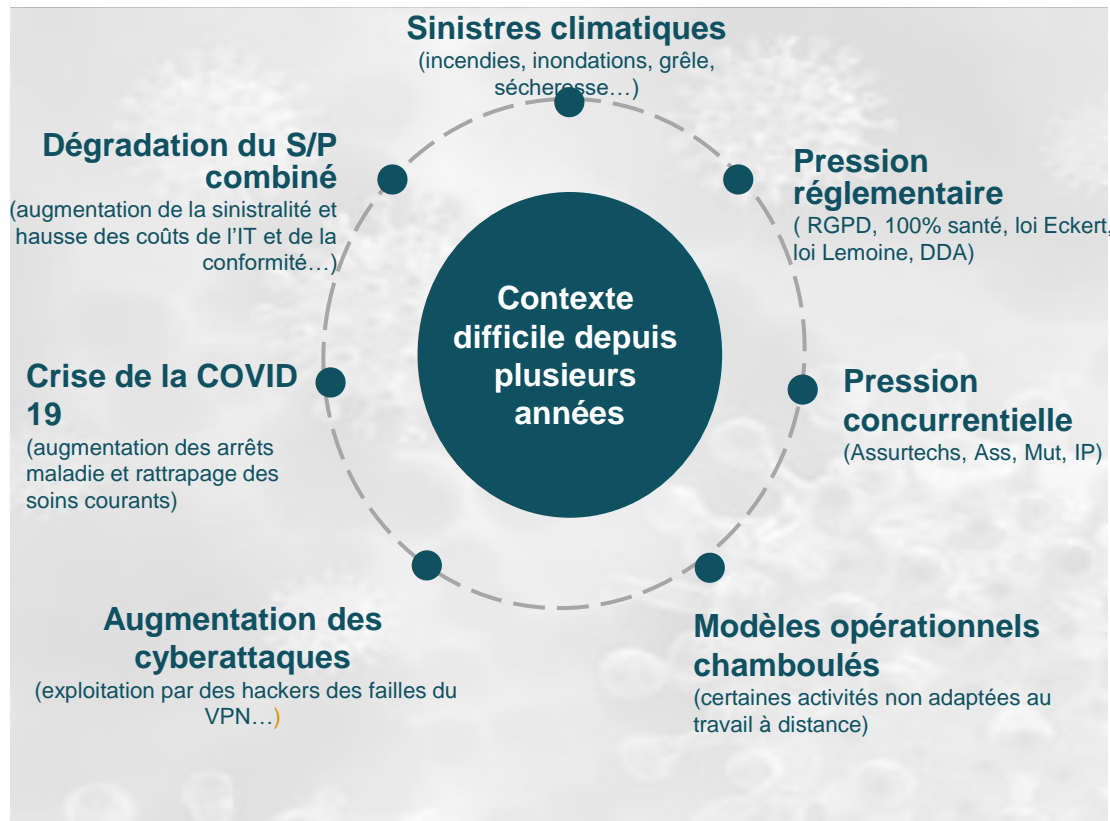 Sinistres climatiques
(incendies, inondations, grêle,
sécheresse…)
Pression
réglementaire
( RGPD, 100% santé, loi Eckert,
loi Lemoine, DDA)
Pression
concurrentielle
(Assurtechs, Ass, Mut, IP)
Modèles opérationnels
chamboulés
(certaines activités non adaptées au
travail à distance)
Augmentation des
cyberattaques
(exploitation par des hackers des failles du
VPN…)
Crise de la COVID
19
(augmentation des arrêts
maladie et rattrapage des
soins courants)
Dégradation du S/P
combiné
(augmentation de la sinistralité et
hausse des coûts de l’IT et de la
conformité…)
Contexte
difficile depuis
plusieurs
années